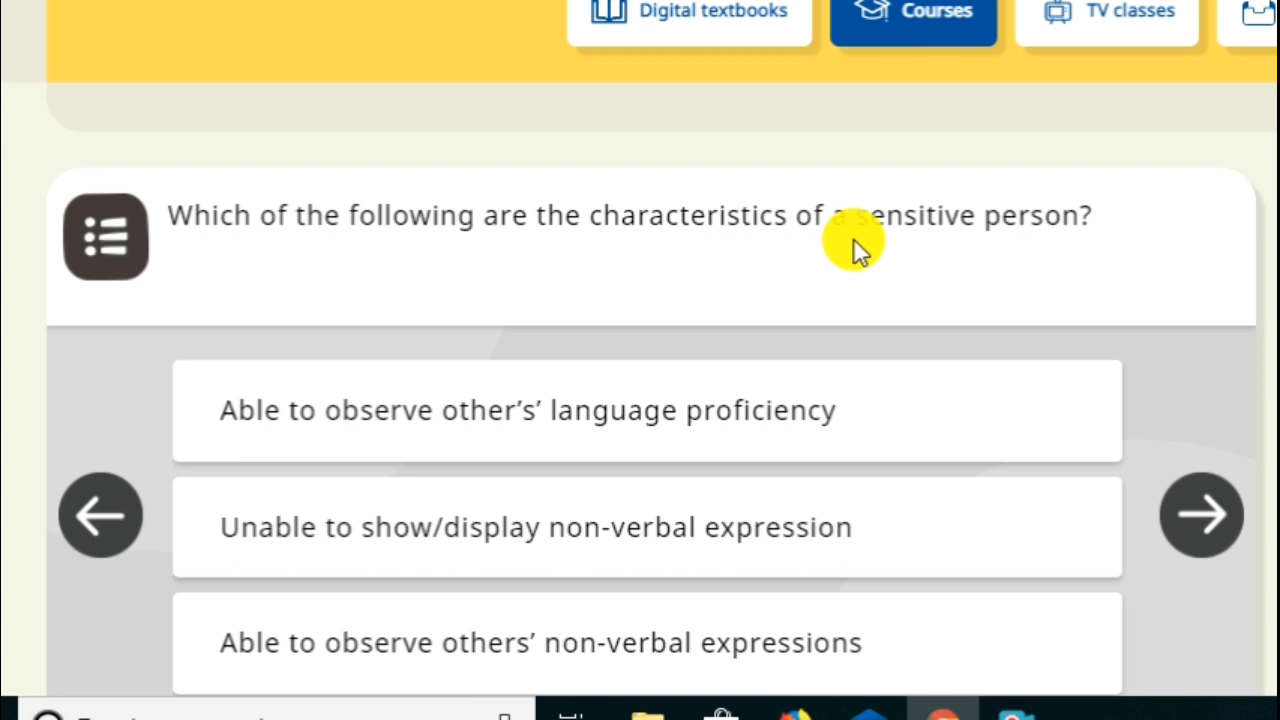 Digital textbooks
Courses
TV classes
Which of the following are the characteristics of a sensitive person?
Able to observe other’s’ language proficiency
Unable to show/display non-verbal expression
Able to observe others’ non-verbal expressions